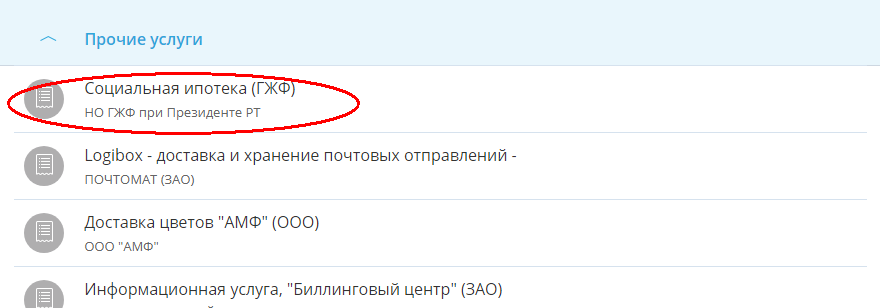 Прочие услуги
Социальная ипотека (ГЖФ)
НО ГЖФ при Президенте РТ
Logibox - доставка и хранение почтовых отправлений -
ПОЧТОМАТ (ЗАО)
Доставка цветов "АМФ" (ООО)
ООО "АМФ"
Информационная услуга, "Биллинговый центр" (ЗАО)